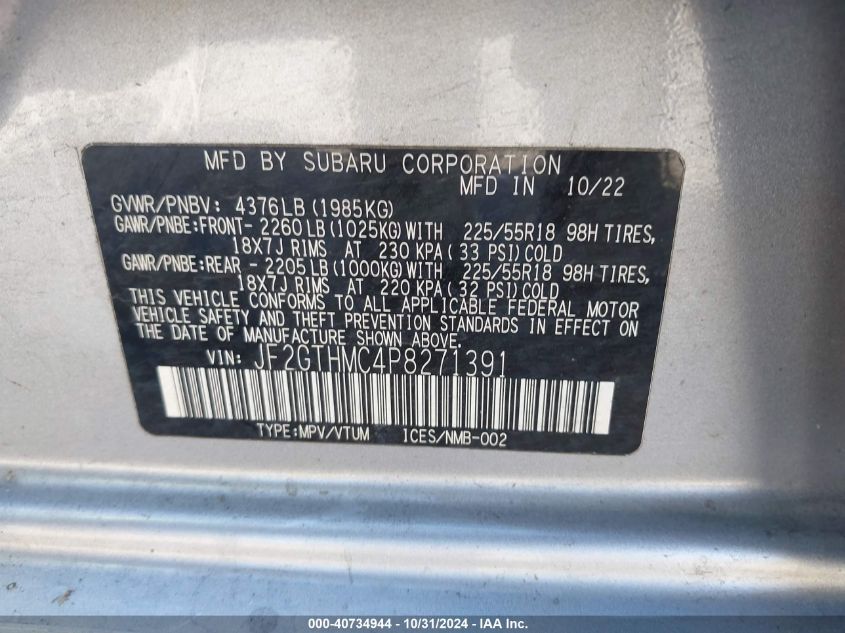 MFD BY SUBARU CORPORATION
MFD IN 10/22
GVWR/PNBV: 4376LB (1985KG)
GAWR/PNBE:FRONT- 2260 LB (1025KG) WITH 225/55R18 98H TIRES,
18X7J RIMS AT 230 KPA( 33 PSI) COLD
GAWR/PNBE:REAR - 2205 LB (1000KG) WITH 225/55R18 98H TIRES,
18X7J RIMS AT 220 KPA( 32 PSI) COLD
THIS VEHICLE CONFORMS TO ALL APPLICABLE FEDERAL MOTOR
VEHICLE SAFETY AND THEFT PREVENTION STANDARDS IN EFFECT ON
THE DATE OF MANUFACTURE SHOWN ABOVE.
VIN: JF2GTHMC4P8271391
TYPE:MPV/VTUM ICES/NMB-002
000-40734944 - 10/31/2024 - IAA, Inc.